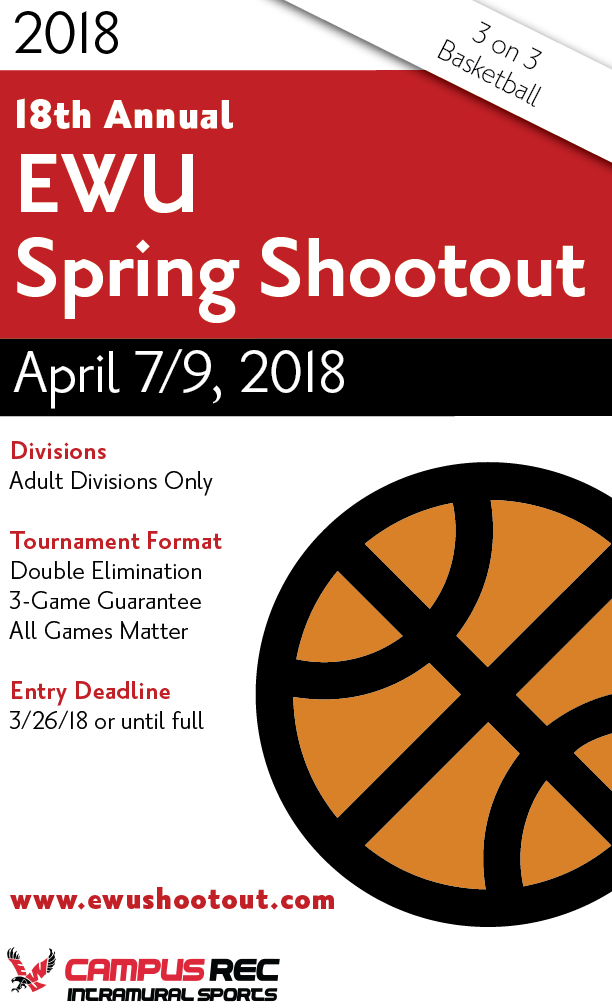 2018
3 on 3
Basketball
18th Annual
EWU
Spring Shootout
April 7/9, 2018
Divisions
Adult Divisions Only
Tournament Format
Double Elimination
3-Game Guarantee
All Games Matter
Entry Deadline
3/26/18 or until full
www.ewushootout.com
CAMPUS REC
INTRAMURAL SPORTS